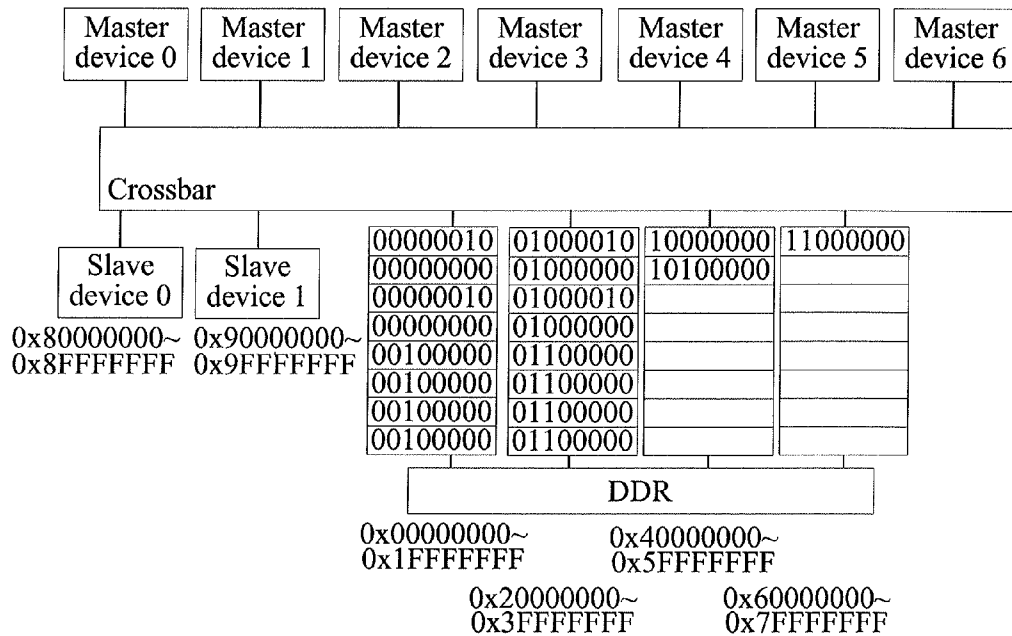 Master
device 0
Master
device 1
Master
device 2
Master
device 3
Master
device 4
Master
device 5
Master
device 6
Crossbar
Slave
device 0
0x80000000~
0x8FFFFFFF
Slave
device 1
0x90000000~
0x9FFFFFFF
00000010
00000000
00000010
00000000
00100000
00100000
00100000
00100000
01000010
01000000
01000010
01000000
01100000
01100000
01100000
01100000
10000000
10100000
11000000
DDR
0x00000000~
0x1FFFFFFF
0x20000000~
0x3FFFFFFF
0x40000000~
0x5FFFFFFF
0x60000000~
0x7FFFFFFF